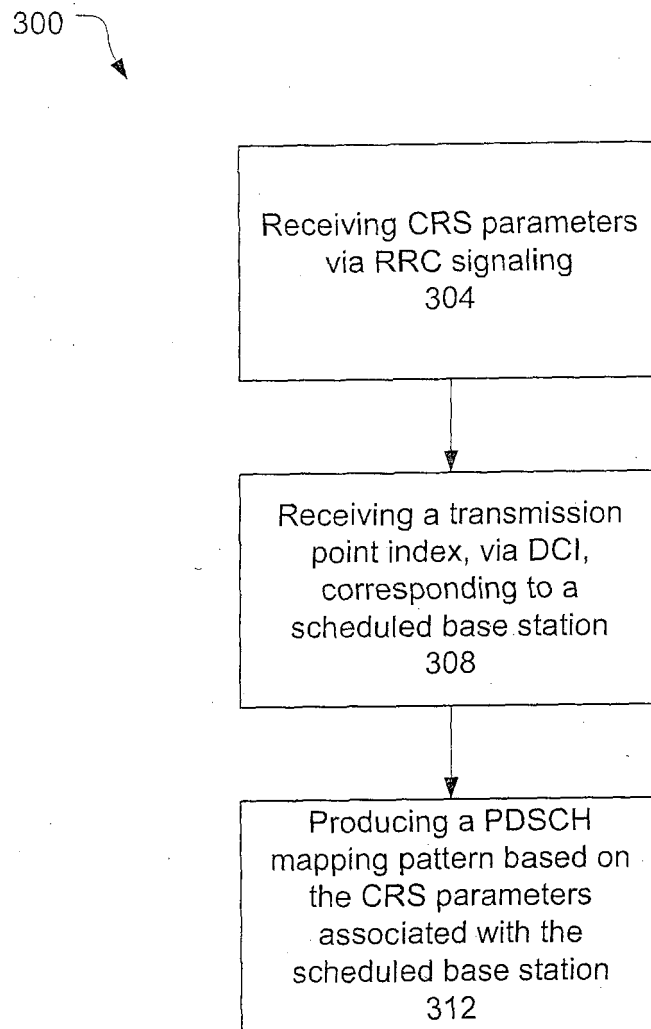 300
Receiving CRS parameters
via RRC signaling
304
Receiving a transmission
point index, via DCI,
corresponding to a
scheduled base station
308
Producing a PDSCH
mapping pattern based on
the CRS parameters
associated with the
scheduled base station
312